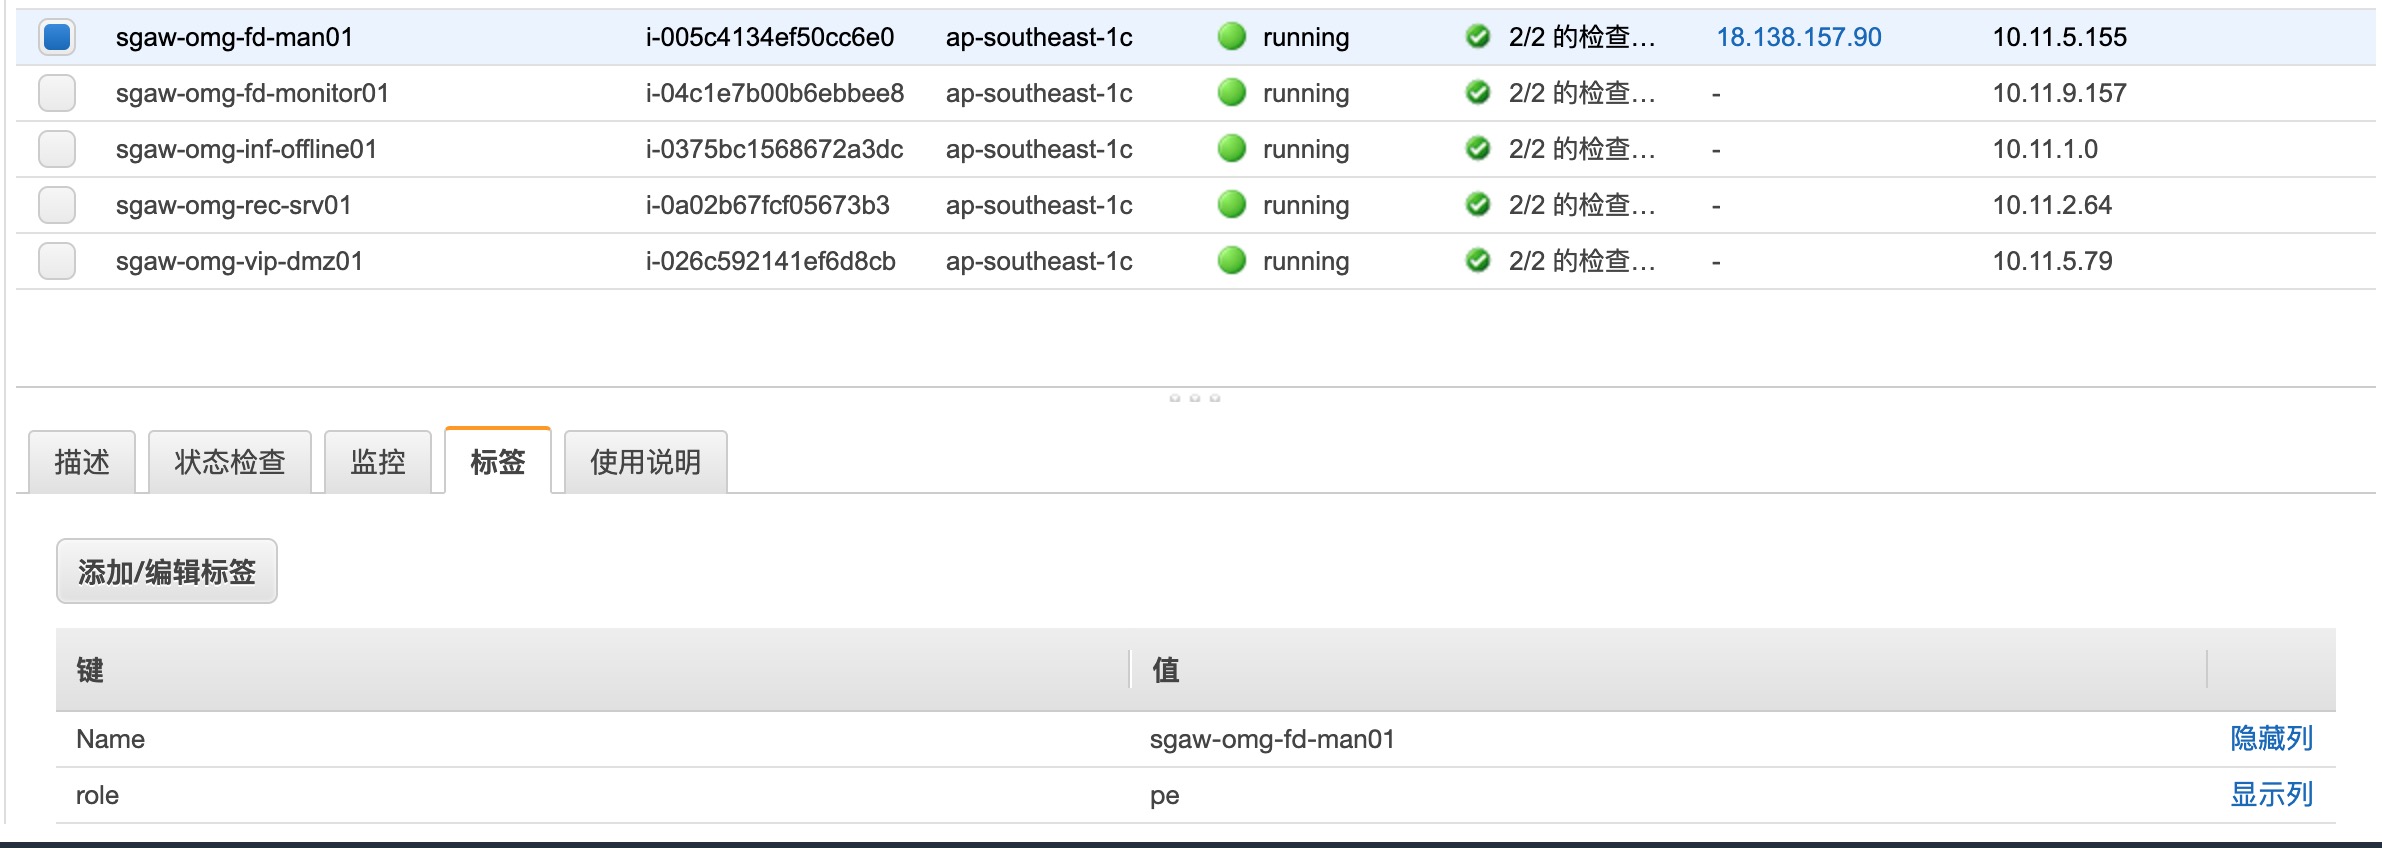 sgaw-omg-fd-man01 i-005c4134ef50cc6e0 ap-southeast-1c running 2/2 的检查… 18.138.157.90 10.11.5.155
sgaw-omg-fd-monitor01 i-04c1e7b00b6ebbee8 ap-southeast-1c running 2/2 的检查… - 10.11.9.157
sgaw-omg-inf-offline01 i-0375bc1568672a3dc ap-southeast-1c running 2/2 的检查… - 10.11.1.0
sgaw-omg-rec-srv01 i-0a02b67fcf05673b3 ap-southeast-1c running 2/2 的检查… - 10.11.2.64
sgaw-omg-vip-dmz01 i-026c592141ef6d8cb ap-southeast-1c running 2/2 的检查… - 10.11.5.79
描述 状态检查 监控 标签 使用说明
添加/编辑标签
键 值
Name sgaw-omg-fd-man01 隐藏列
role pe 显示列